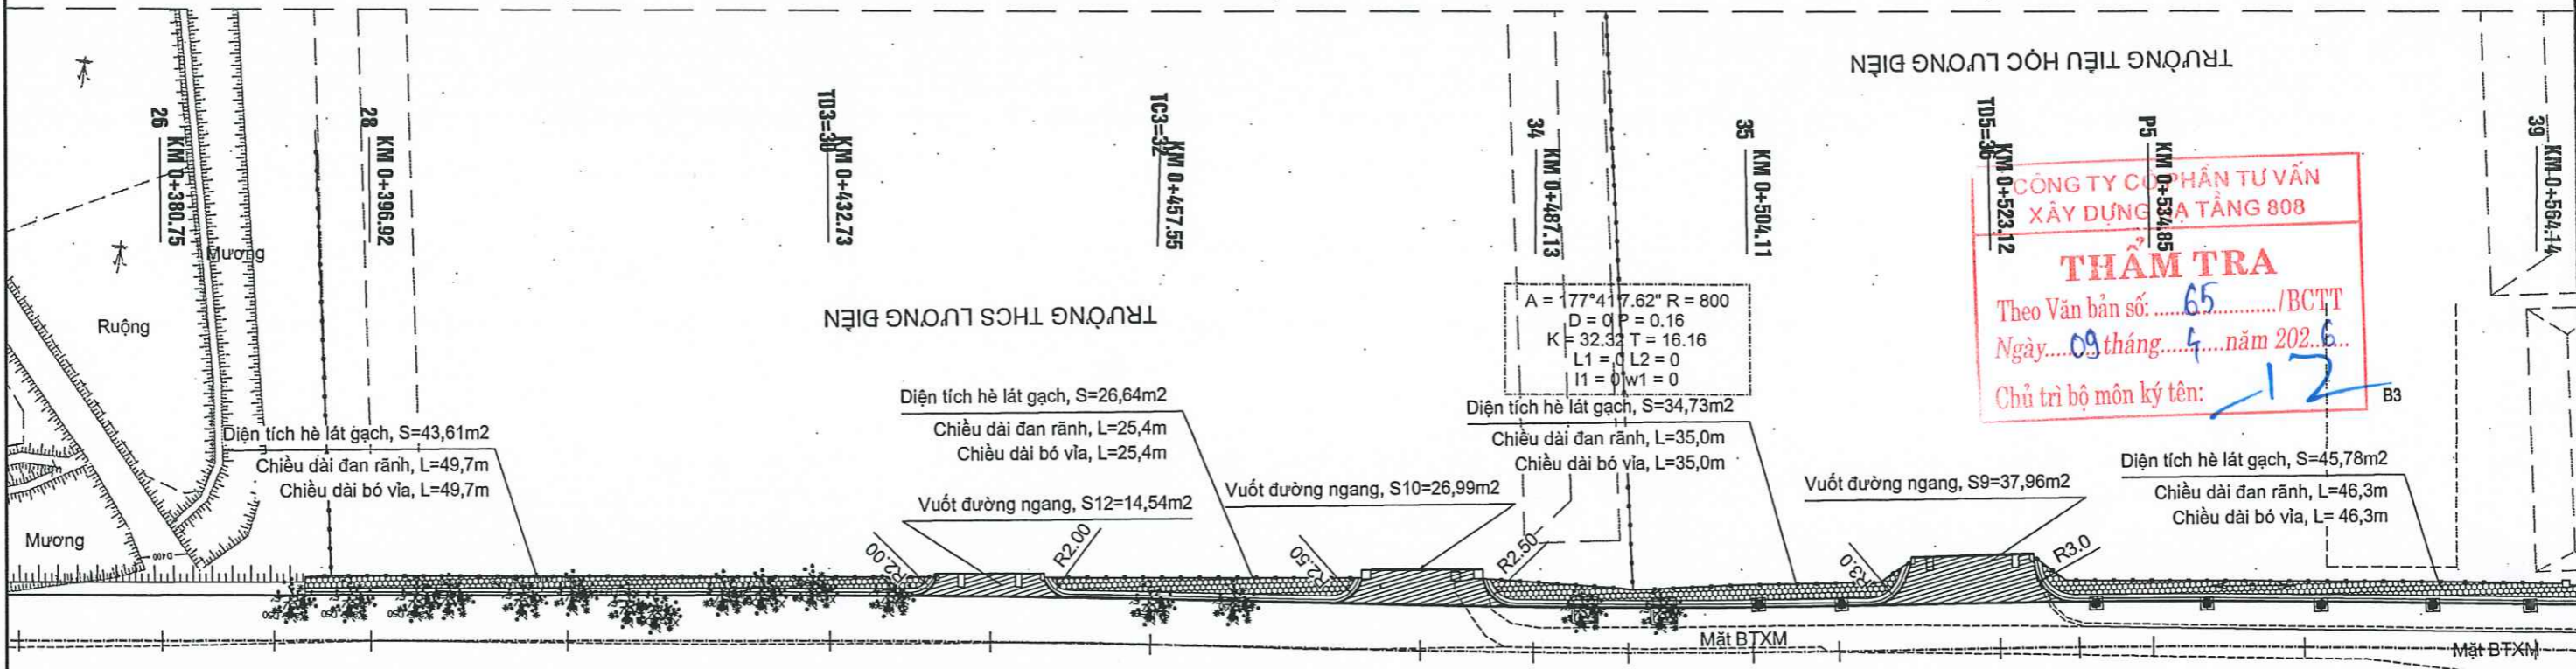 TRƯỜNG TIỂU HỌC LƯƠNG ĐIỀN
26 KM 0+380.75
28 KM 0+396.92
TD3=30 KM 0+432.73
TC3=32 KM 0+457.55
34 KM 0+487.13
35 KM 0+504.11
TD5=36 KM 0+523.12
P5 KM 0+534.85
39 KM 0+564.14
CÔNG TY CỔ PHẦN TƯ VẤN
XÂY DỰNG HẠ TẦNG 808
THẨM TRA
Theo Văn bản số: 65 /BCTT
Ngày 09 tháng 4 năm 2026
Chủ trì bộ môn ký tên:
B3
Mương
Ruộng
Mương
D400
TRƯỜNG THCS LƯƠNG ĐIỀN
A = 177°41'7.62" R = 800
D = 0 P = 0.16
K = 32.32 T = 16.16
L1 = 0 L2 = 0
I1 = 0 w1 = 0
Diện tích hè lát gạch, S=43,61m2
Chiều dài đan rãnh, L=49,7m
Chiều dài bó vỉa, L=49,7m
Diện tích hè lát gạch, S=26,64m2
Chiều dài đan rãnh, L=25,4m
Chiều dài bó vỉa, L=25,4m
Vuốt đường ngang, S12=14,54m2
Vuốt đường ngang, S10=26,99m2
Diện tích hè lát gạch, S=34,73m2
Chiều dài đan rãnh, L=35,0m
Chiều dài bó vỉa, L=35,0m
Vuốt đường ngang, S9=37,96m2
Diện tích hè lát gạch, S=45,78m2
Chiều dài đan rãnh, L=46,3m
Chiều dài bó vỉa, L= 46,3m
R2.00
R2.00
R2.50
R2.50
R3.0
R3.0
Mặt BTXM
Mặt BTXM